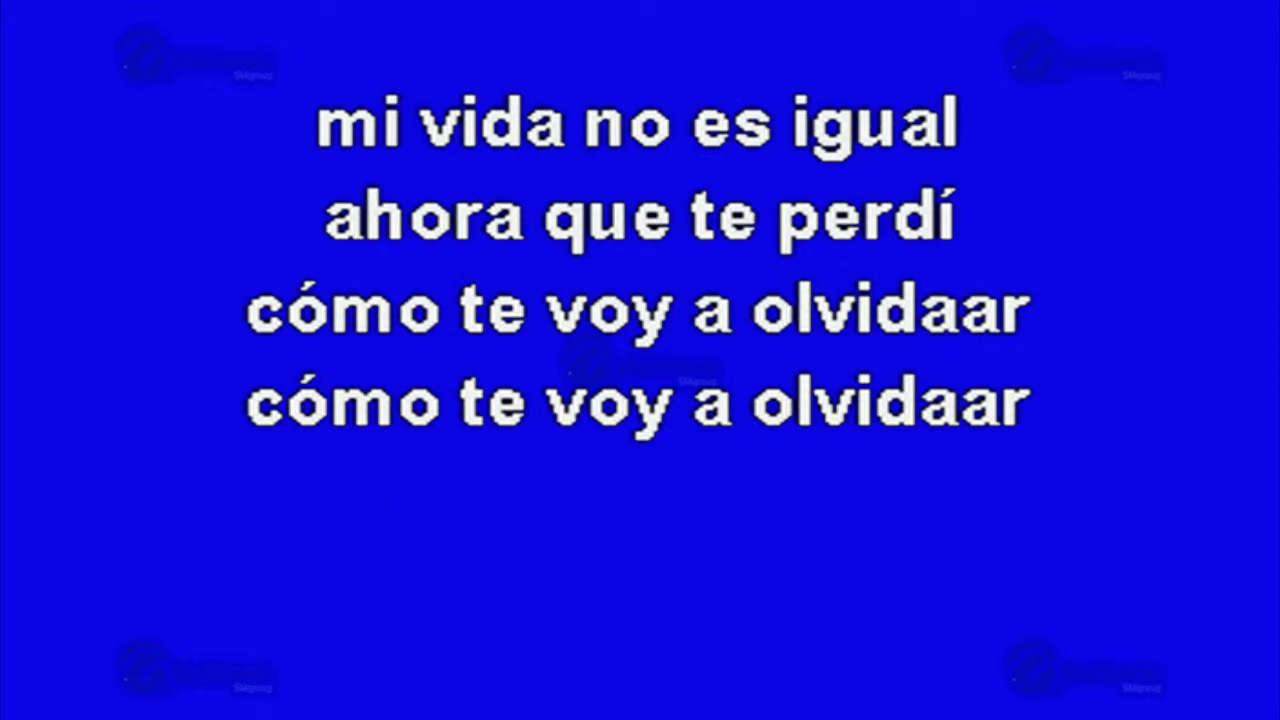 mi vida no es igual
ahora que te perdí
cómo te voy a olvidaar
cómo te voy a olvidaar